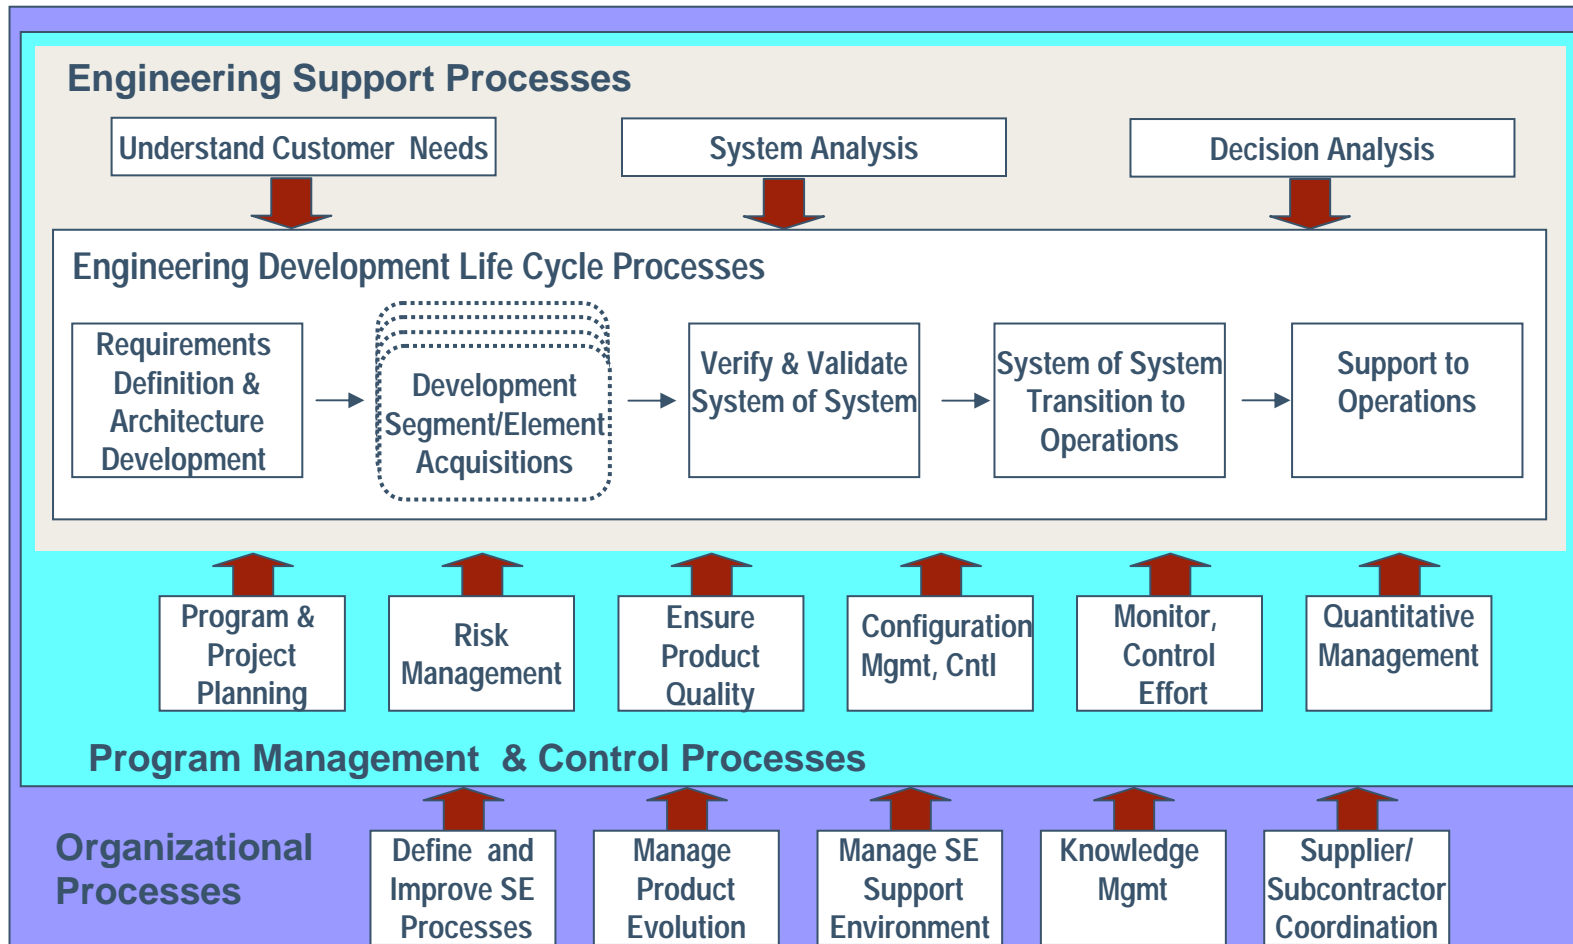 Engineering Support Processes
Understand Customer Needs
System Analysis
Decision Analysis
Engineering Development Life Cycle Processes
Requirements
Definition &
Architecture
Development
Development
Segment/Element
Acquisitions
Verify & Validate
System of System
System of System
Transition to
Operations
Support to
Operations
Program &
Project
Planning
Risk
Management
Ensure
Product
Quality
Configuration
Mgmt, Cntl
Monitor,
Control
Effort
Quantitative
Management
Program Management & Control Processes
Organizational
Processes
Define and
Improve SE
Processes
Manage
Product
Evolution
Manage SE
Support
Environment
Knowledge
Mgmt
Supplier/
Subcontractor
Coordination